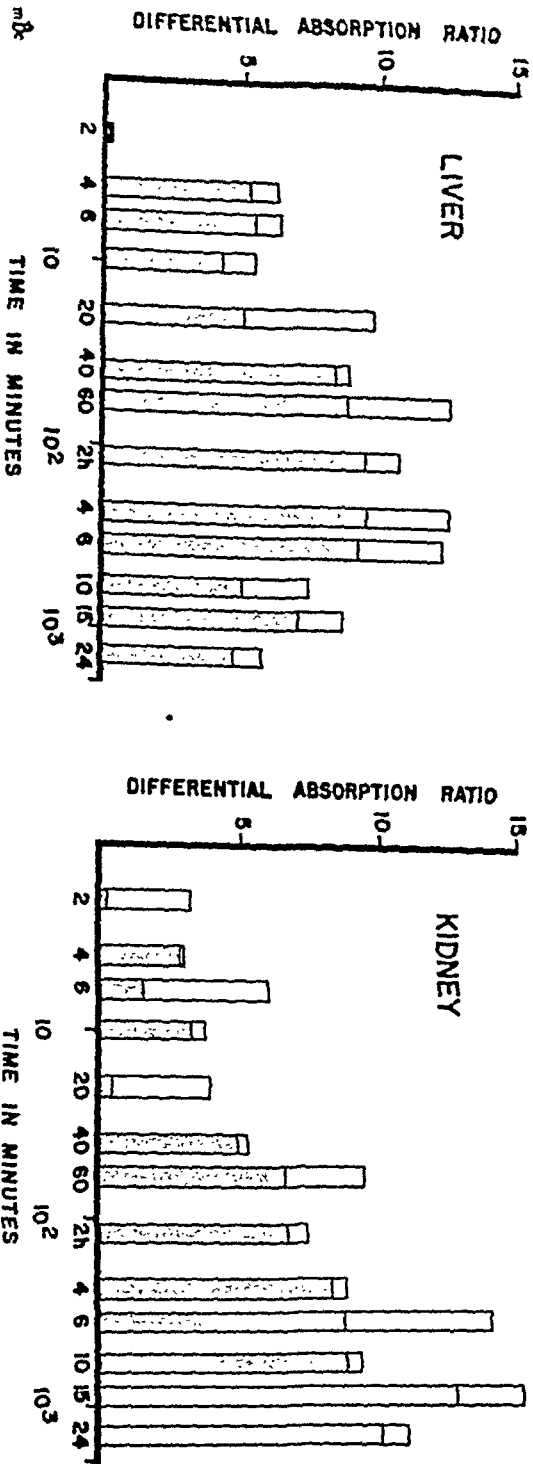 LIVER
DIFFERENTIAL ABSORPTION RATIO
5 10 15
2 4 6 10 20 40 60 10² 2h 4 6 10 15 10³ 24
TIME IN MINUTES
KIDNEY
DIFFERENTIAL ABSORPTION RATIO
5 10 15
2 4 6 10 20 40 60 10² 2h 4 6 10 15 10³ 24
TIME IN MINUTES